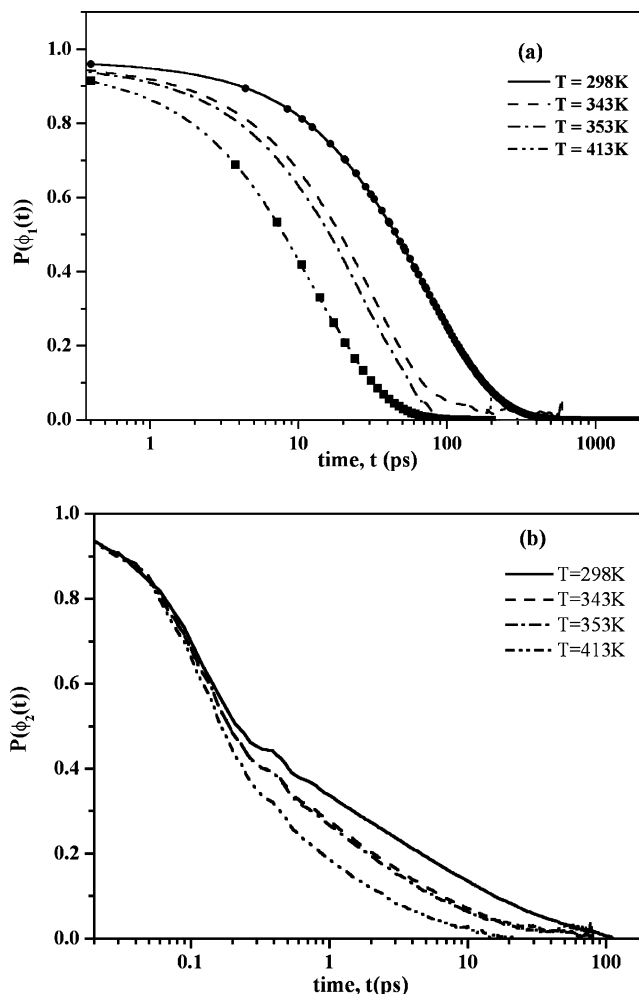 (a)
T = 298K
T = 343K
T = 353K
T = 413K
1.0
0.8
0.6
0.4
0.2
0.0
P(ϕ₁(t))
1 10 100 1000
time, t (ps)
(b)
T=298K
T=343K
T=353K
T=413K
1.0
0.8
0.6
0.4
0.2
0.0
P(ϕ₂(t))
0.1 1 10 100
time, t(ps)